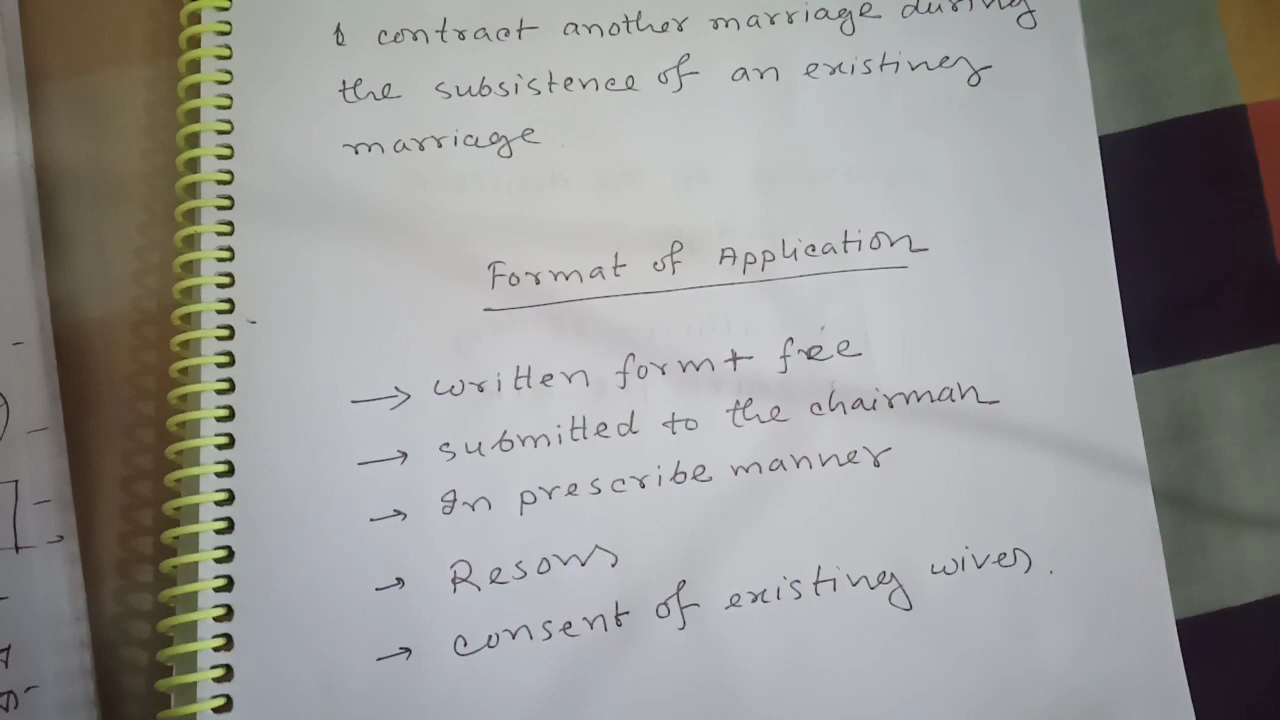 contract another marriage during
the subsistence of an existing
marriage
Format of Application
→ written form + free
→ submitted to the chairman
→ In prescribe manner
→ Resons
→ consent of existing wives.